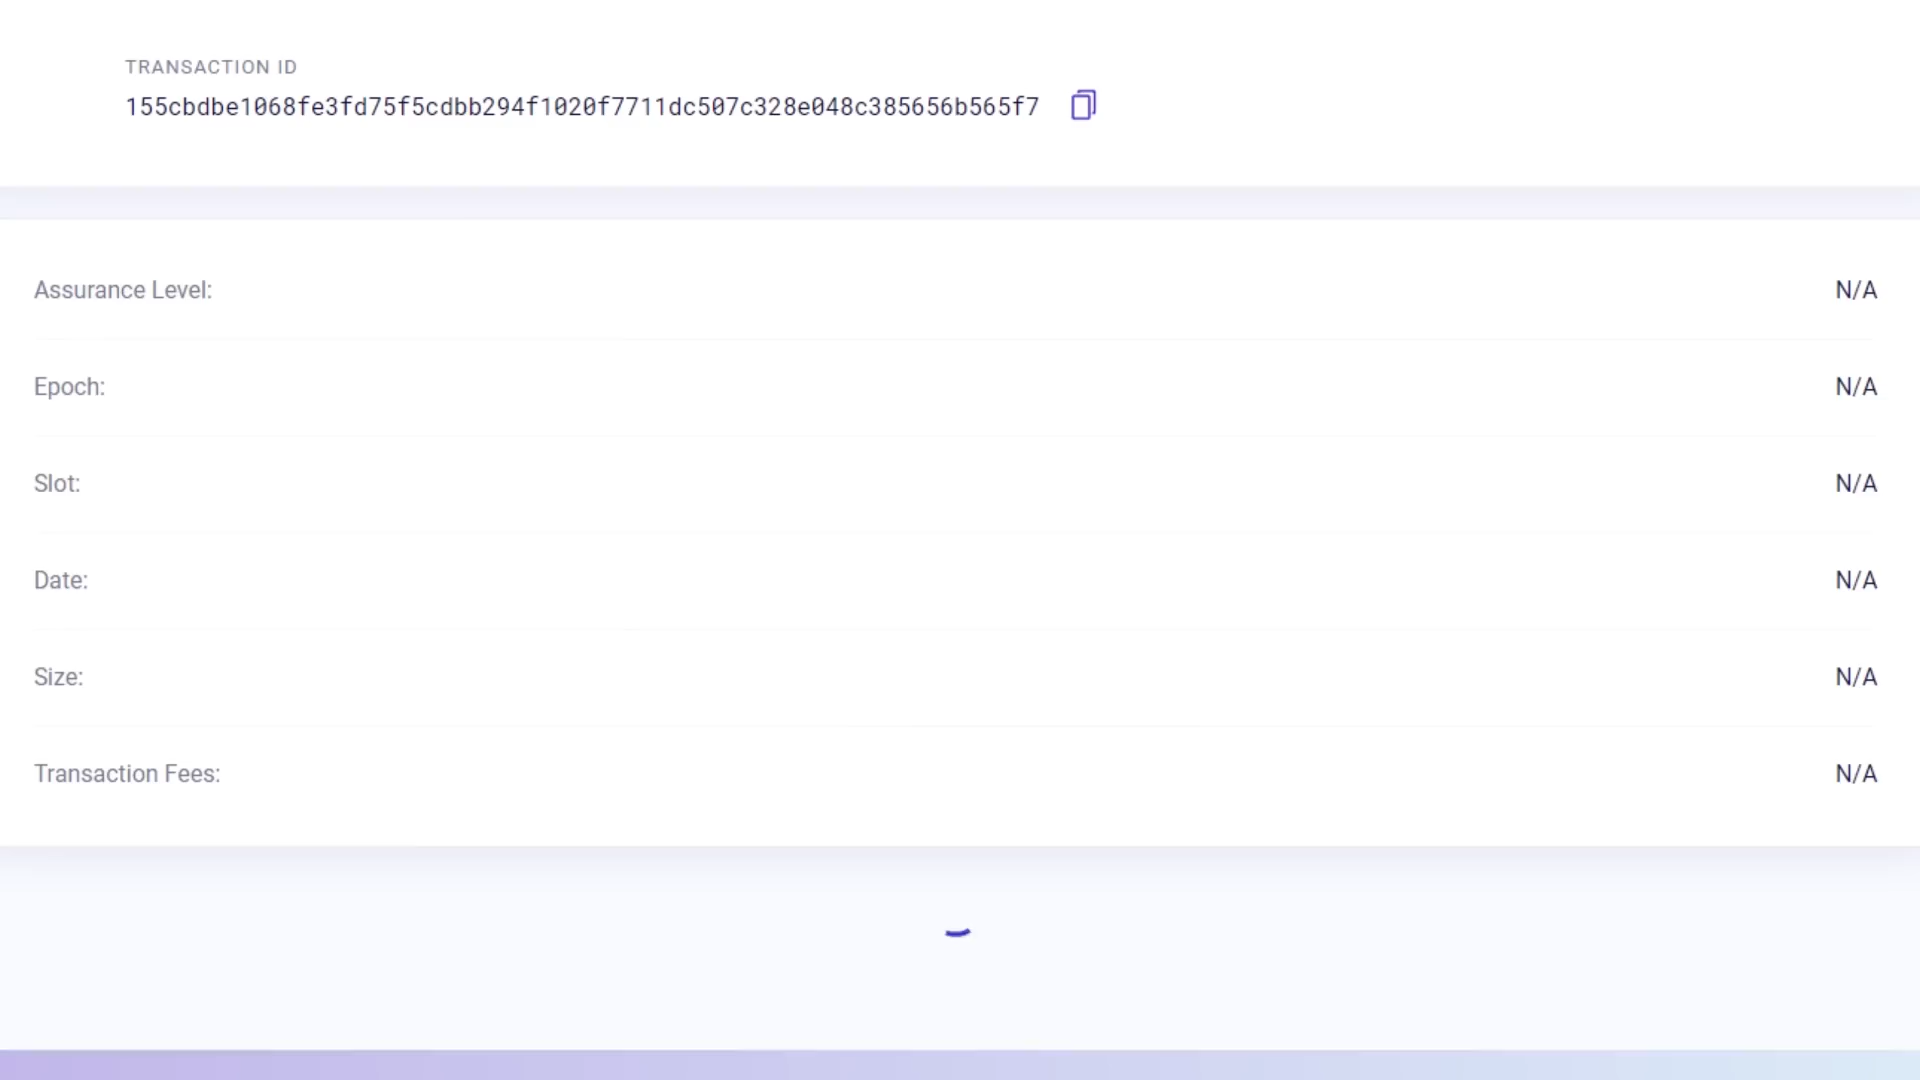 TRANSACTION ID
155cbdbe1068fe3fd75f5cdbb294f1020f7711dc507c328e048c385656b565f7
Assurance Level: N/A
Epoch: N/A
Slot: N/A
Date: N/A
Size: N/A
Transaction Fees: N/A